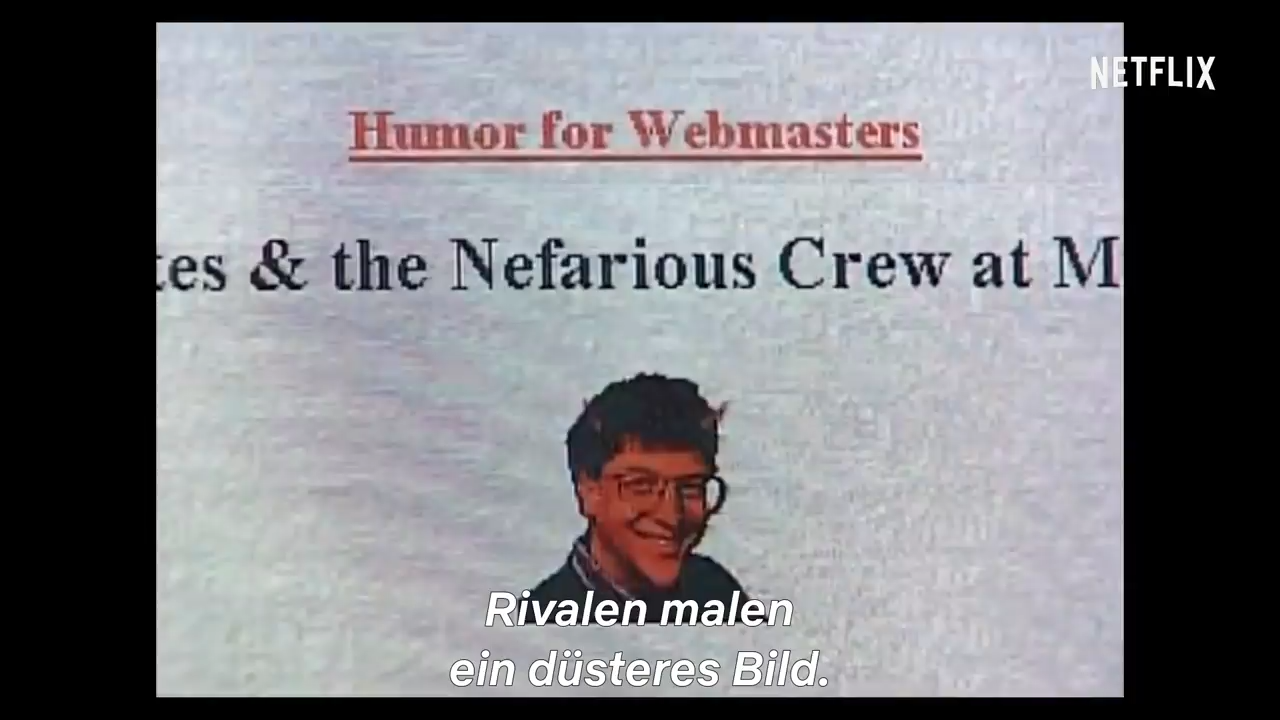 NETFLIX
Humor for Webmasters
tes & the Nefarious Crew at M
Rivalen malen
ein düsteres Bild.